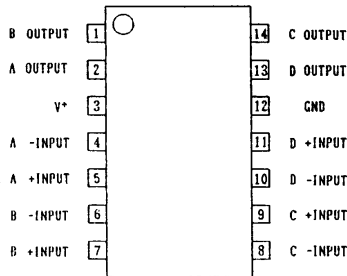 B OUTPUT 1 14 C OUTPUT
A OUTPUT 2 13 D OUTPUT
V+ 3 12 GND
A -INPUT 4 11 D +INPUT
A +INPUT 5 10 D -INPUT
B -INPUT 6 9 C +INPUT
B +INPUT 7 8 C -INPUT